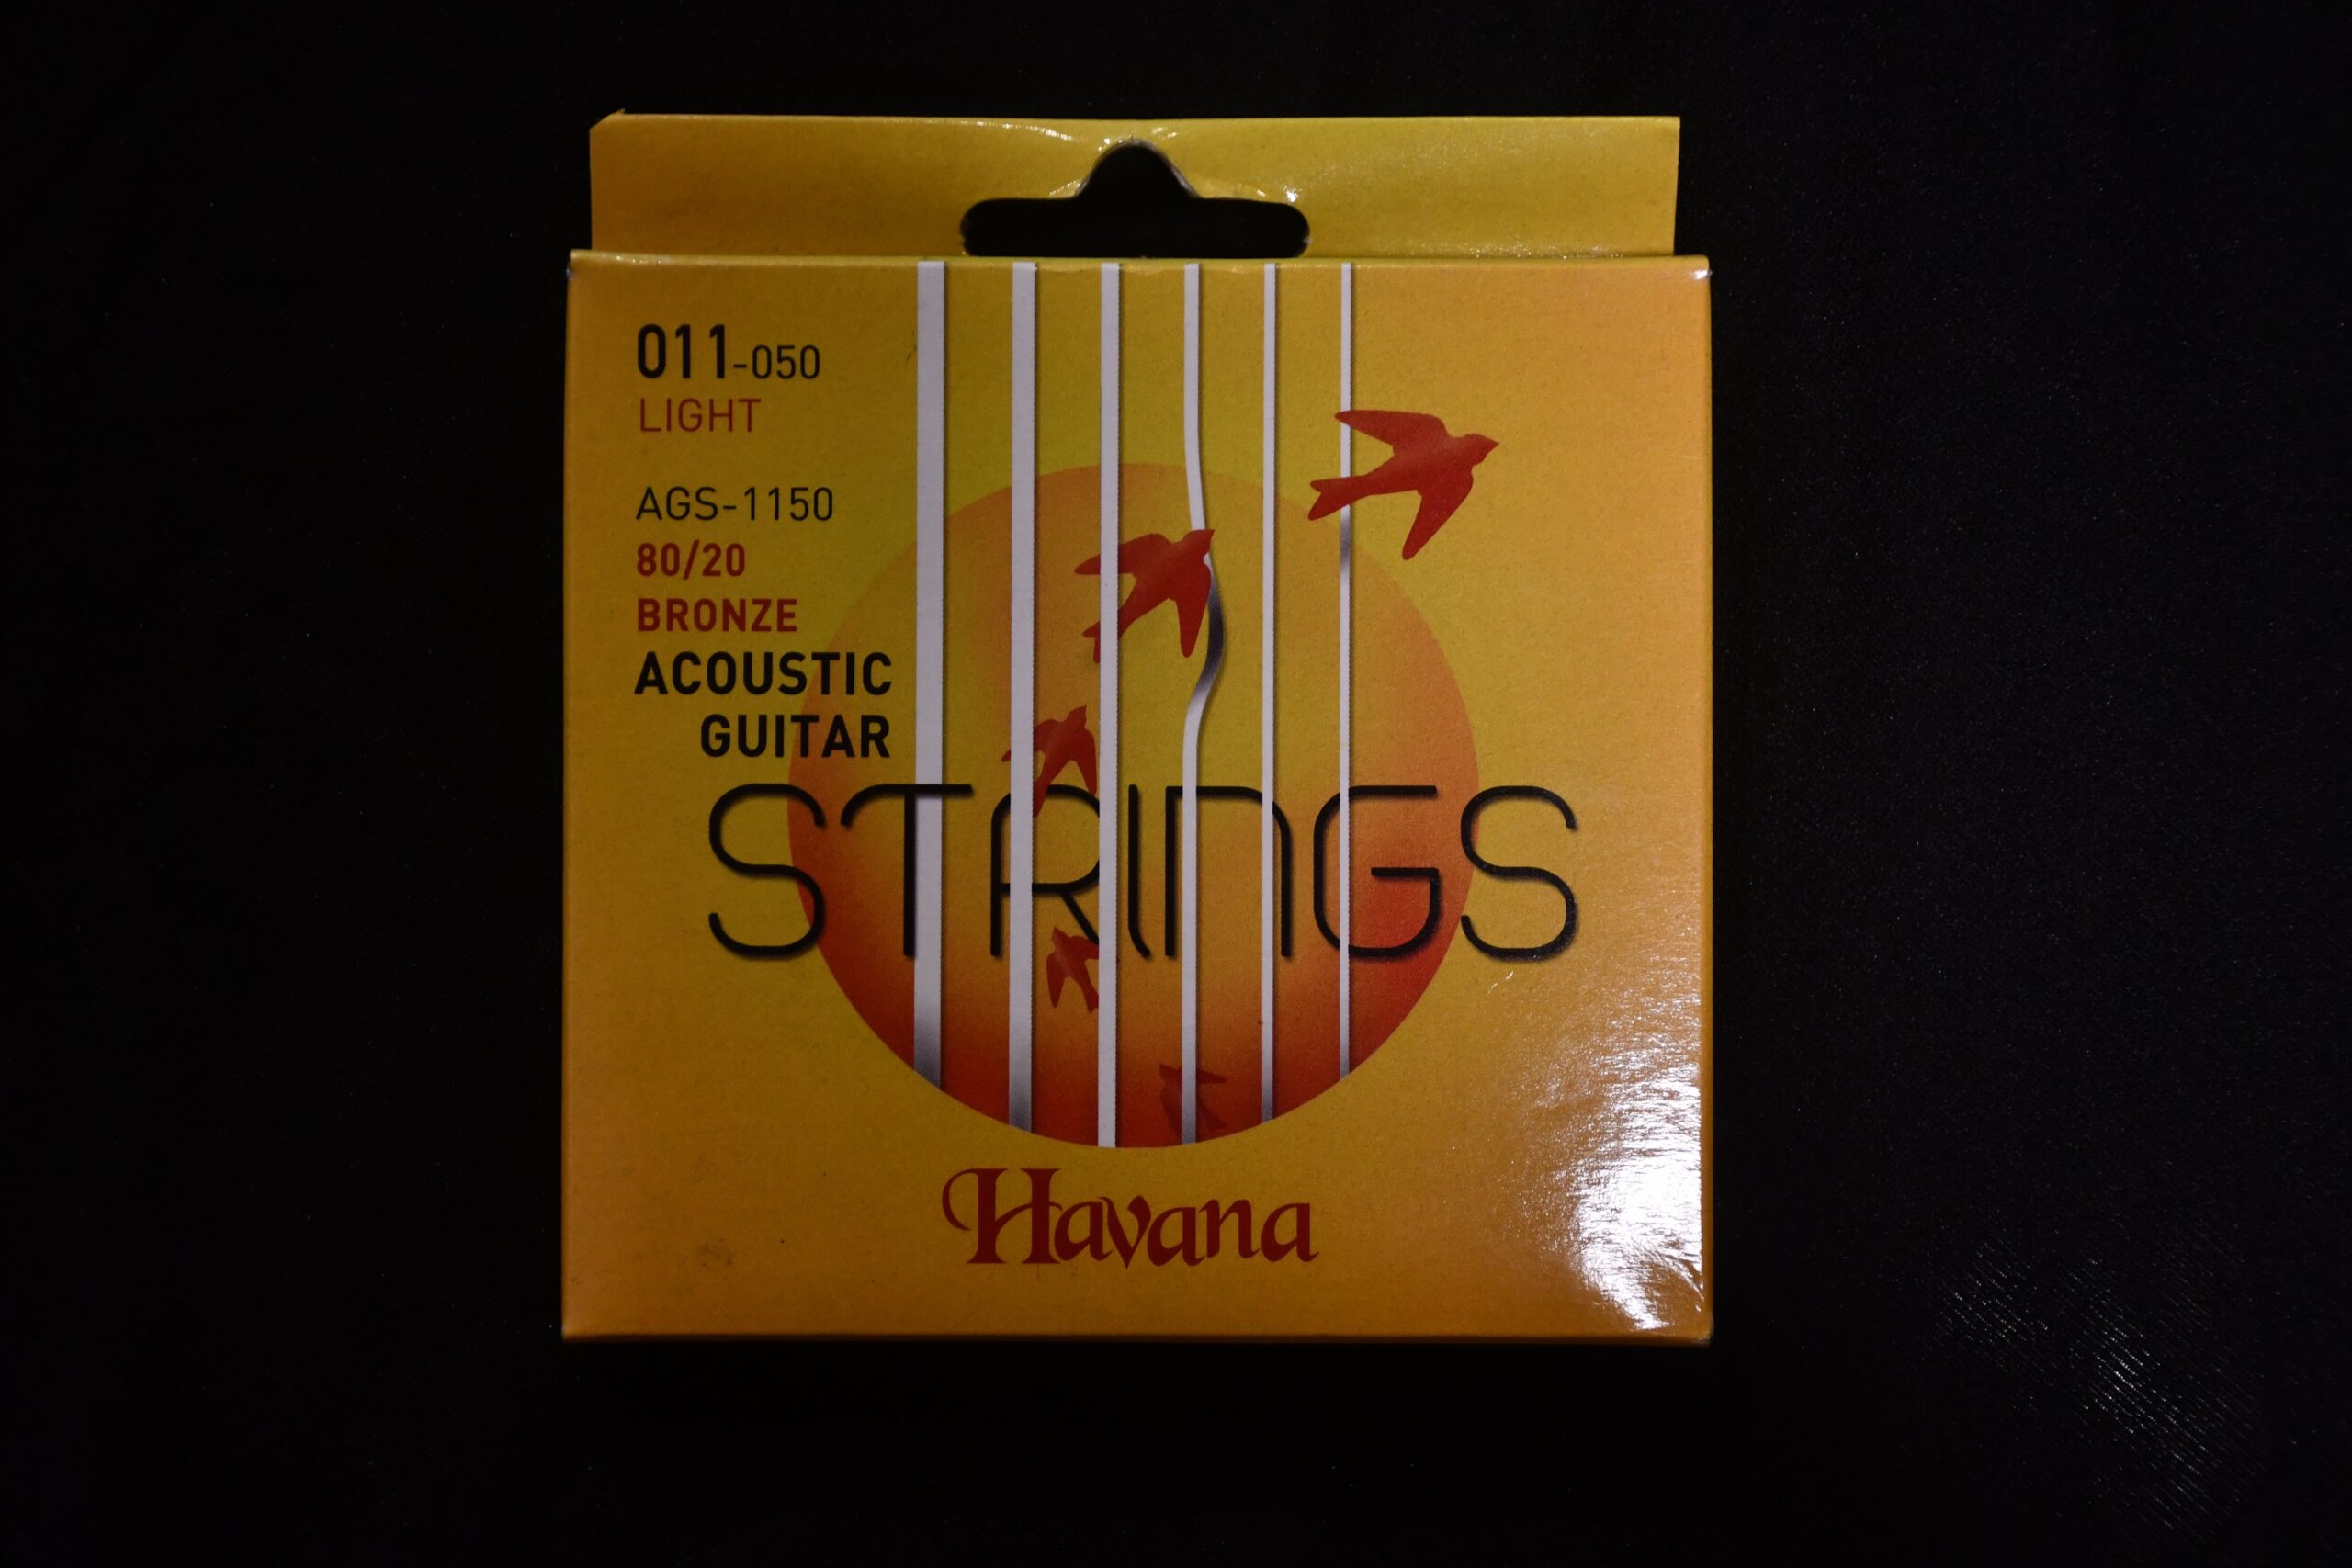 011-050
LIGHT
AGS-1150
80/20
BRONZE
ACOUSTIC
GUITAR
STRINGS
Havana